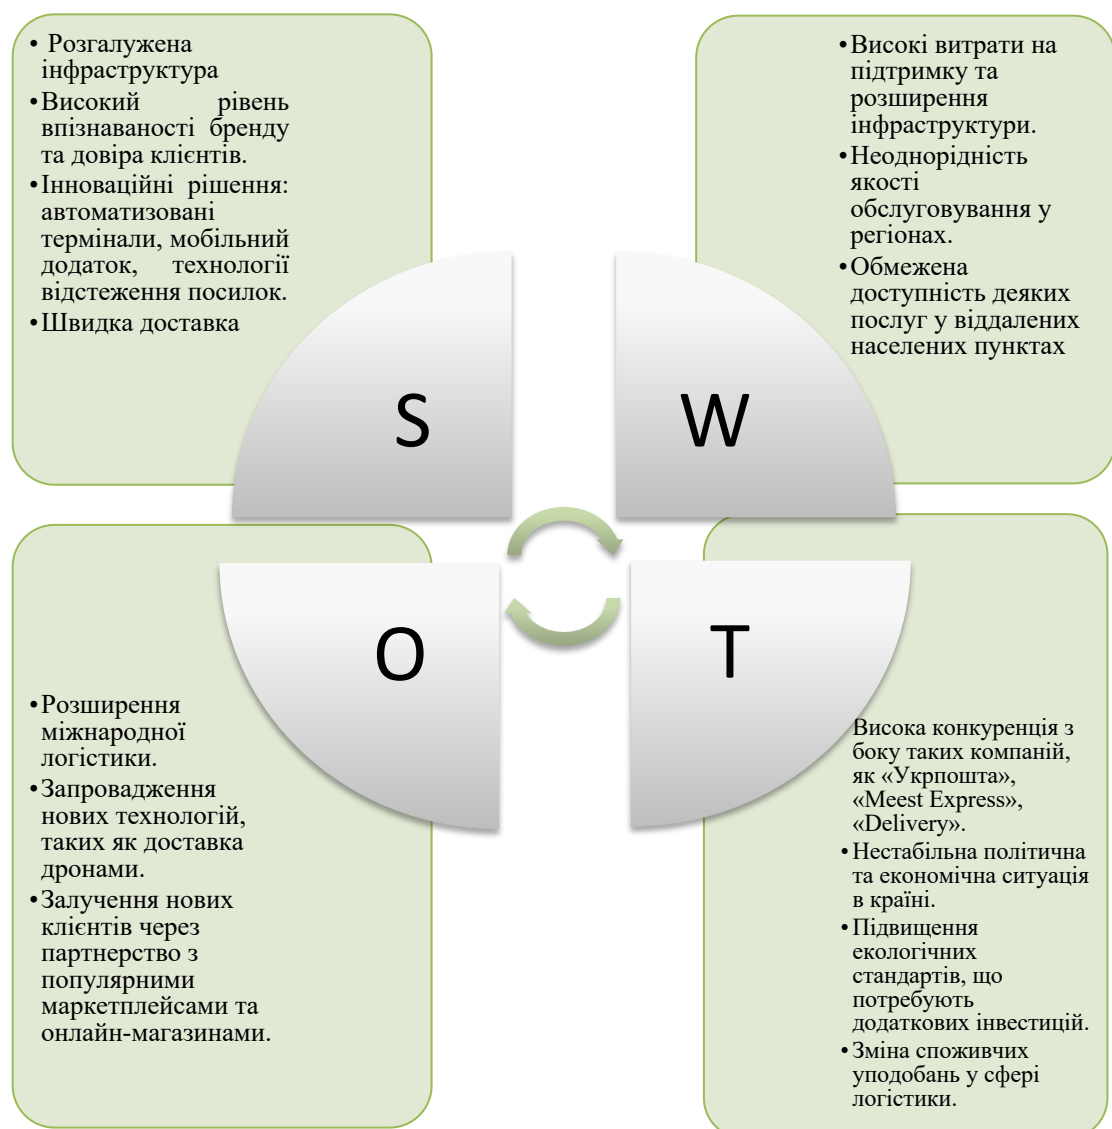 • Розгалужена
інфраструктура
•Високий рівень
впізнаваності бренду
та довіра клієнтів.
•Інноваційні рішення:
автоматизовані
термінали, мобільний
додаток, технології
відстеження посилок.
•Швидка доставка
S
•Високі витрати на
підтримку та
розширення
інфраструктури.
•Неоднорідність
якості
обслуговування у
регіонах.
•Обмежена
доступність деяких
послуг у віддалених
населених пунктах
W
O
•Розширення
міжнародної
логістики.
•Запровадження
нових технологій,
таких як доставка
дронами.
•Залучення нових
клієнтів через
партнерство з
популярними
маркетплейсами та
онлайн-магазинами.
T
Висока конкуренція з
боку таких компаній,
як «Укрпошта»,
«Meest Express»,
«Delivery».
•Нестабільна політична
та економічна ситуація
в країні.
•Підвищення
екологічних
стандартів, що
потребують
додаткових інвестицій.
•Зміна споживчих
уподобань у сфері
логістики.